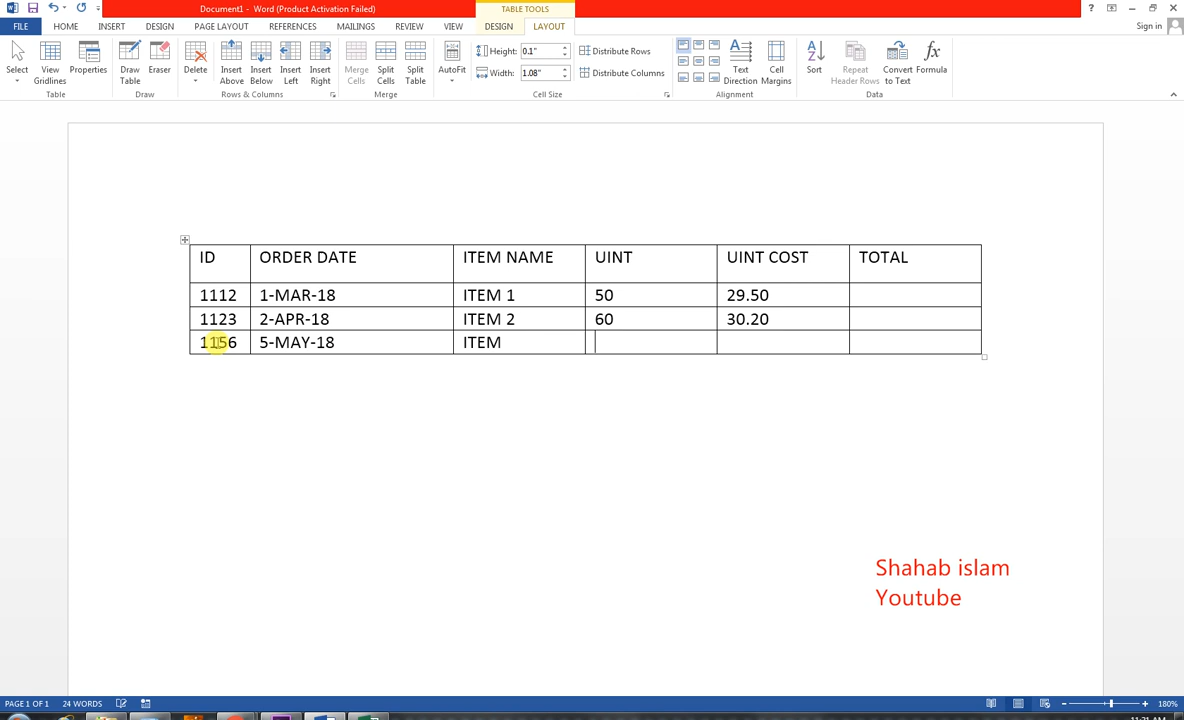 Document1 - Word (Product Activation Failed)
TABLE TOOLS
?
FILE HOME INSERT DESIGN PAGE LAYOUT REFERENCES MAILINGS REVIEW VIEW DESIGN LAYOUT Sign in
Select
View Gridlines
Properties
Table
Draw Table
Eraser
Draw
Delete
Insert Above
Insert Below
Insert Left
Insert Right
Rows & Columns
Merge Cells
Split Cells
Split Table
Merge
AutoFit
Height: 0.1"
Width: 1.08"
Distribute Rows
Distribute Columns
Cell Size
Text Direction
Cell Margins
Alignment
Sort
Repeat Header Rows
Convert to Text
fx
Formula
Data
ID ORDER DATE ITEM NAME UINT UINT COST TOTAL
1112 1-MAR-18 ITEM 1 50 29.50
1123 2-APR-18 ITEM 2 60 30.20
1156 5-MAY-18 ITEM
Shahab islam
Youtube
PAGE 1 OF 1 24 WORDS 180%